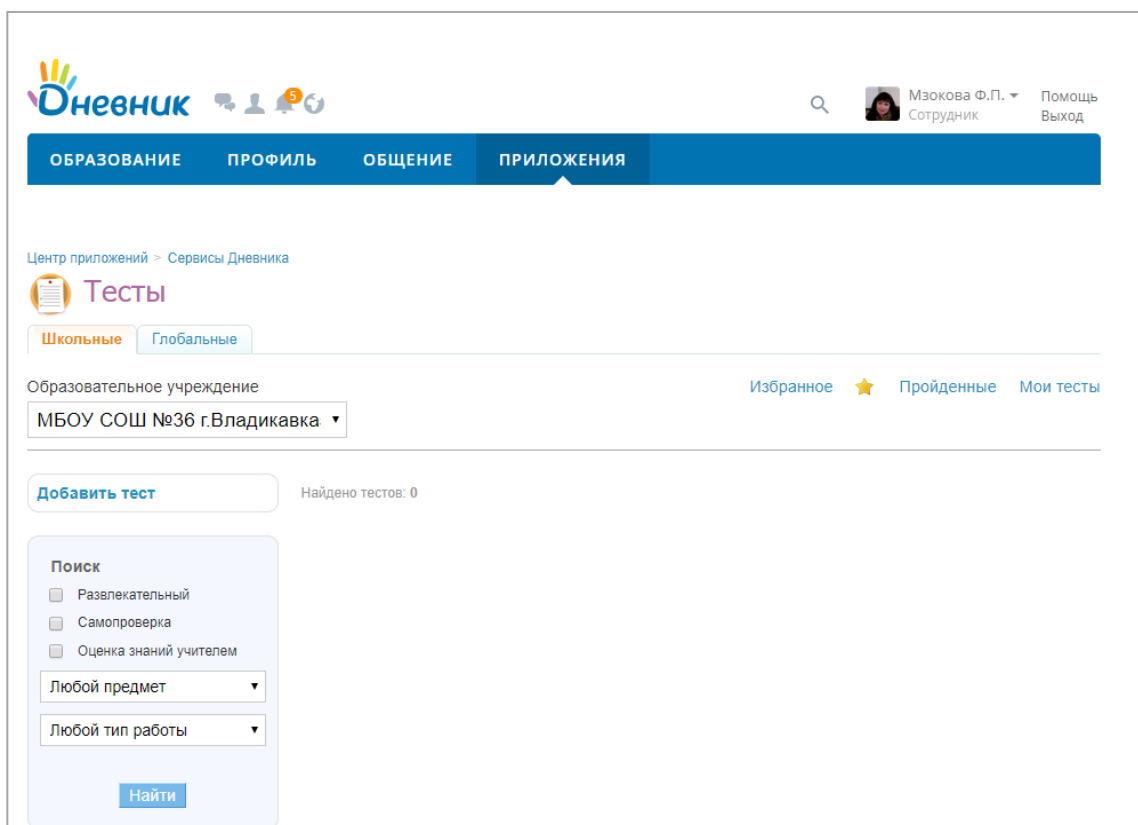 Дневник
5
Мзокова Ф.П.
Сотрудник
Помощь
Выход
ОБРАЗОВАНИЕ ПРОФИЛЬ ОБЩЕНИЕ ПРИЛОЖЕНИЯ
Центр приложений > Сервисы Дневника
Тесты
Школьные Глобальные
Образовательное учреждение
Избранное Пройденные Мои тесты
МБОУ СОШ №36 г.Владикавка
Добавить тест
Найдено тестов: 0
Поиск
Развлекательный
Самопроверка
Оценка знаний учителем
Любой предмет
Любой тип работы
Найти